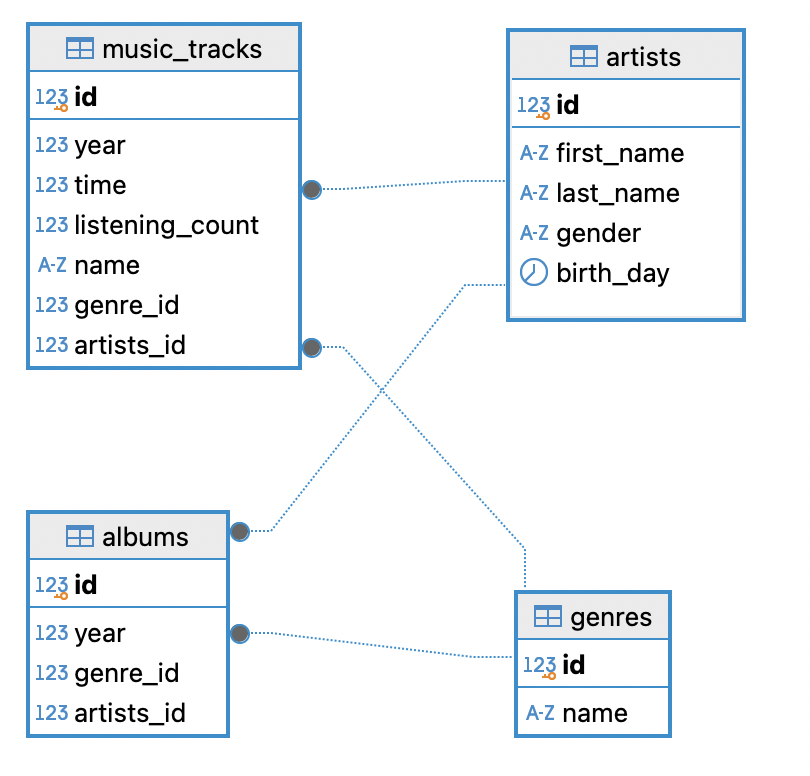 music_tracks
123 id
123 year
123 time
123 listening_count
A-Z name
123 genre_id
123 artists_id
artists
123 id
A-Z first_name
A-Z last_name
A-Z gender
birth_day
albums
123 id
123 year
123 genre_id
123 artists_id
genres
123 id
A-Z name